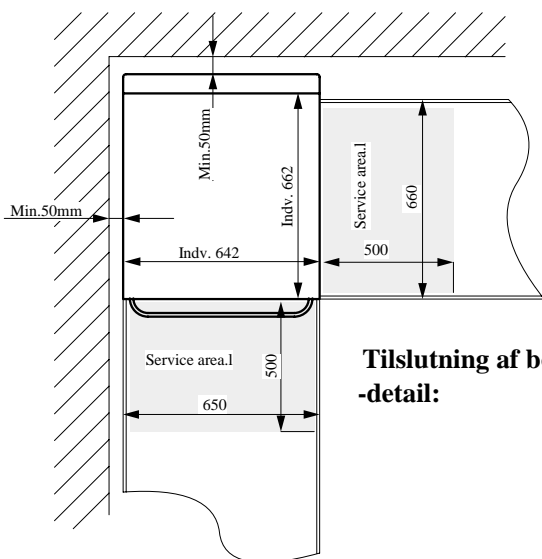 Min.50mm
Indv. 662
Service area.l
660
Min.50mm
Indv. 642
500
Service area.l
500
650
Tilslutning af
-detail: